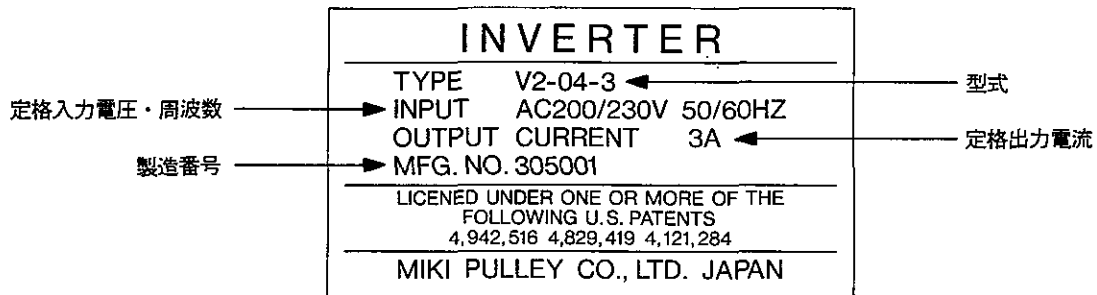 INVERTER
TYPE V2-04-3
型式
定格入力電圧・周波数
INPUT AC200/230V 50/60HZ
OUTPUT CURRENT 3A
定格出力電流
製造番号
MFG. NO. 305001
LICENED UNDER ONE OR MORE OF THE
FOLLOWING U.S. PATENTS
4,942,516 4,829,419 4,121,284
MIKI PULLEY CO., LTD. JAPAN